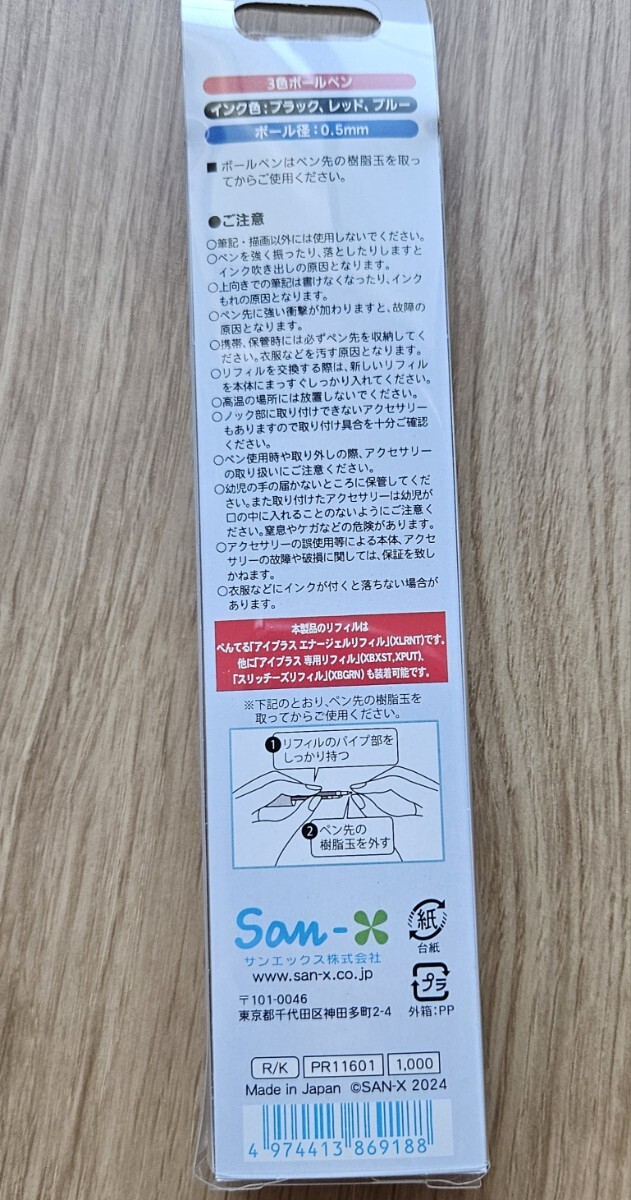 3色ボールペン
インク色:ブラック、レッド、ブルー
ボール径:0.5mm
■ ボールペンはペン先の樹脂玉を取っ
てからご使用ください。
●ご注意
○筆記・描画以外には使用しないでください。
○ペンを強く振ったり、落としたりしますと
インク吹き出しの原因となります。
○上向きでの筆記は書けなくなったり、インク
もれの原因となります。
○ペン先に強い衝撃が加わりますと、故障の
原因となります。
○携帯、保管時には必ずペン先を収納してく
ださい。衣服などを汚す原因となります。
○リフィルを交換する際は、新しいリフィル
を本体にまっすぐしっかり入れてください。
○高温の場所には放置しないでください。
○ノック部に取り付けできないアクセサリー
もありますので取り付け具合を十分ご確認
ください。
○ペン使用時や取り外しの際、アクセサリー
の取り扱いにご注意ください。
○幼児の手の届かないところに保管してくだ
さい。また取り付けたアクセサリーは幼児が
口の中に入れることのないようにご注意く
ださい。窒息やケガなどの危険があります。
○アクセサリーの誤使用等による本体、アクセ
サリーの故障や破損に関しては、保証を致し
かねます。
○衣服などにインクが付くと落ちない場合が
あります。
本製品のリフィルは
ぺんてる「アイプラス エナージェルリフィル」(XLRNT)です。
他に「アイプラス 専用リフィル」(XBXST,XPUT)、
「スリッチーズリフィル」(XBGRN)も装着可能です。
※下記のとおり、ペン先の樹脂玉を
取ってからご使用ください。
❶リフィルのパイプ部を
しっかり持つ
❷ペン先の
樹脂玉を外す
San-X
サンエックス株式会社
www.san-x.co.jp
〒101-0046
東京都千代田区神田多町2-4
紙
台紙
プラ
外箱:PP
R/K PR11601 1,000
Made in Japan ©SAN-X 2024
4 974413 869188